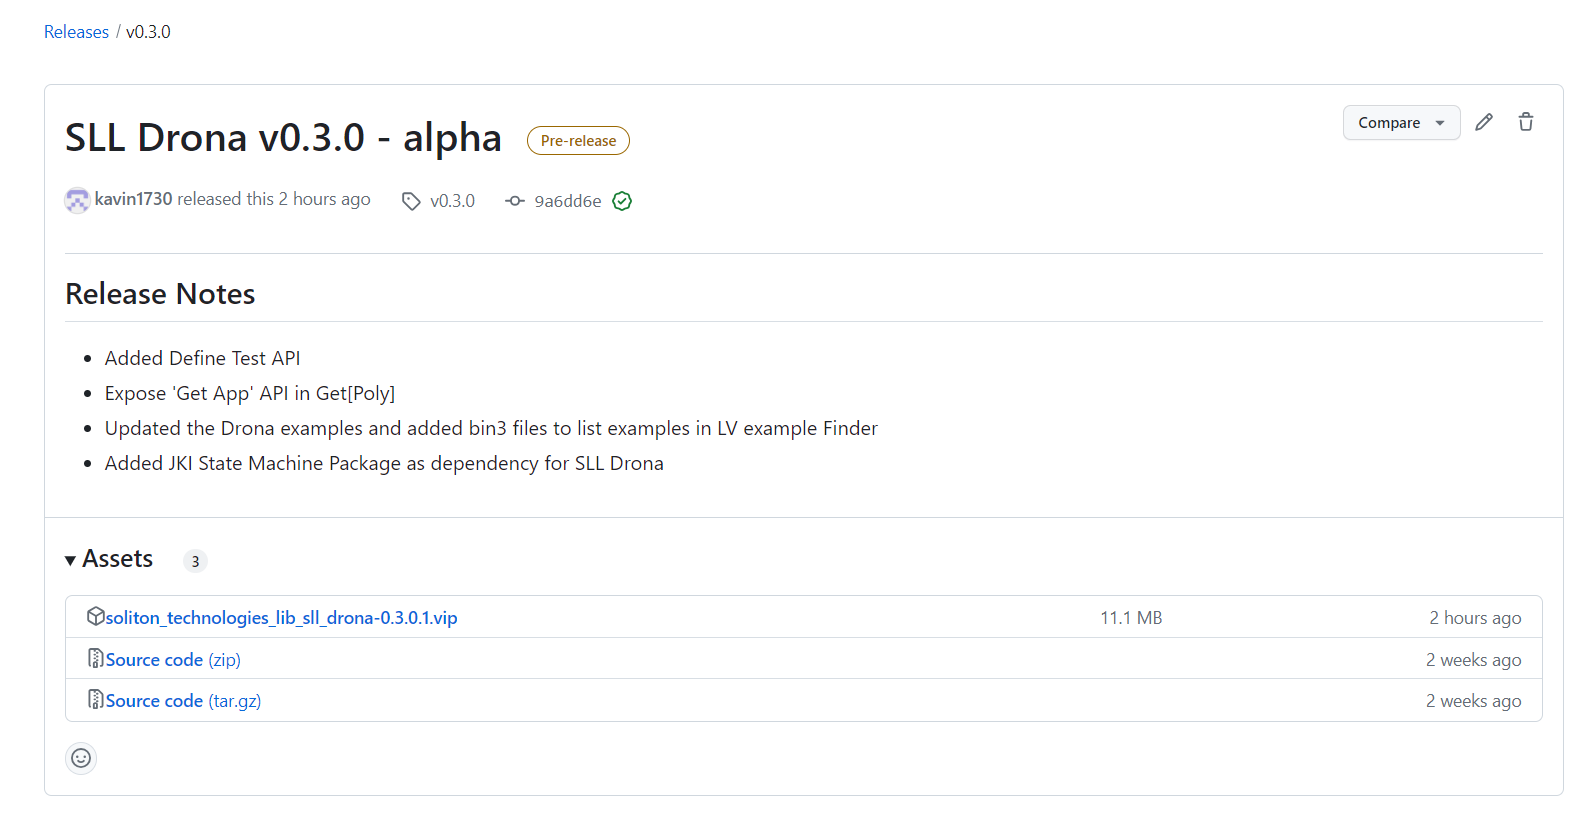 Releases / v0.3.0
SLL Drona v0.3.0 - alpha Pre-release
Compare
kavin1730 released this 2 hours ago v0.3.0 9a6dd6e
Release Notes
Added Define Test API
Expose 'Get App' API in Get[Poly]
Updated the Drona examples and added bin3 files to list examples in LV example Finder
Added JKI State Machine Package as dependency for SLL Drona
Assets 3
soliton_technologies_lib_sll_drona-0.3.0.1.vip 11.1 MB 2 hours ago
Source code (zip) 2 weeks ago
Source code (tar.gz) 2 weeks ago